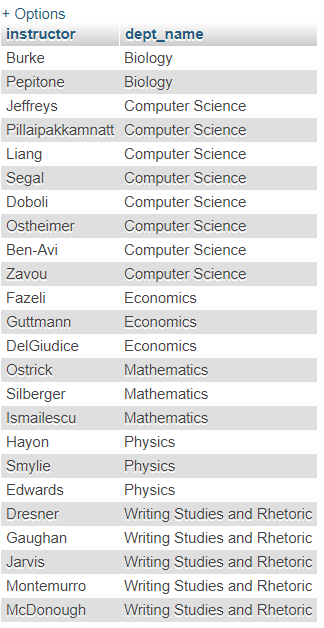 + Options
instructor dept_name
Burke Biology
Pepitone Biology
Jeffreys Computer Science
Pillaipakkamnatt Computer Science
Liang Computer Science
Segal Computer Science
Doboli Computer Science
Ostheimer Computer Science
Ben-Avi Computer Science
Zavou Computer Science
Fazeli Economics
Guttmann Economics
DelGiudice Economics
Ostrick Mathematics
Silberger Mathematics
Ismailescu Mathematics
Hayon Physics
Smylie Physics
Edwards Physics
Dresner Writing Studies and Rhetoric
Gaughan Writing Studies and Rhetoric
Jarvis Writing Studies and Rhetoric
Montemurro Writing Studies and Rhetoric
McDonough Writing Studies and Rhetoric